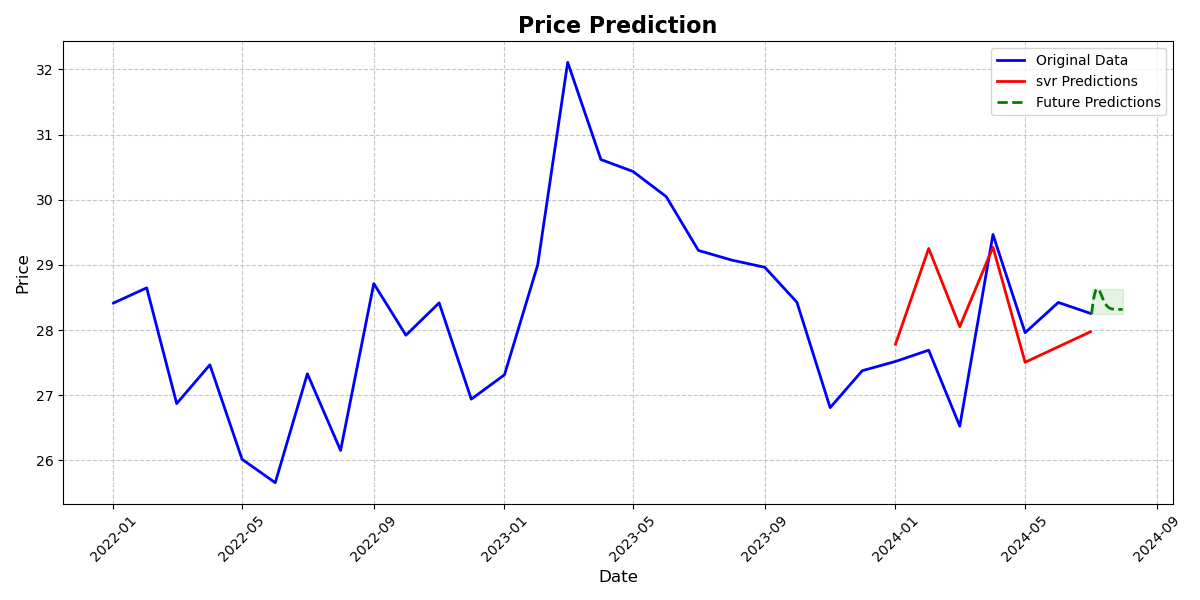 Price Prediction
Original Data
svr Predictions
Future Predictions
Price
32
31
30
29
28
27
26
2022-01
2022-05
2022-09
2023-01
2023-05
2023-09
2024-01
2024-05
2024-09
Date